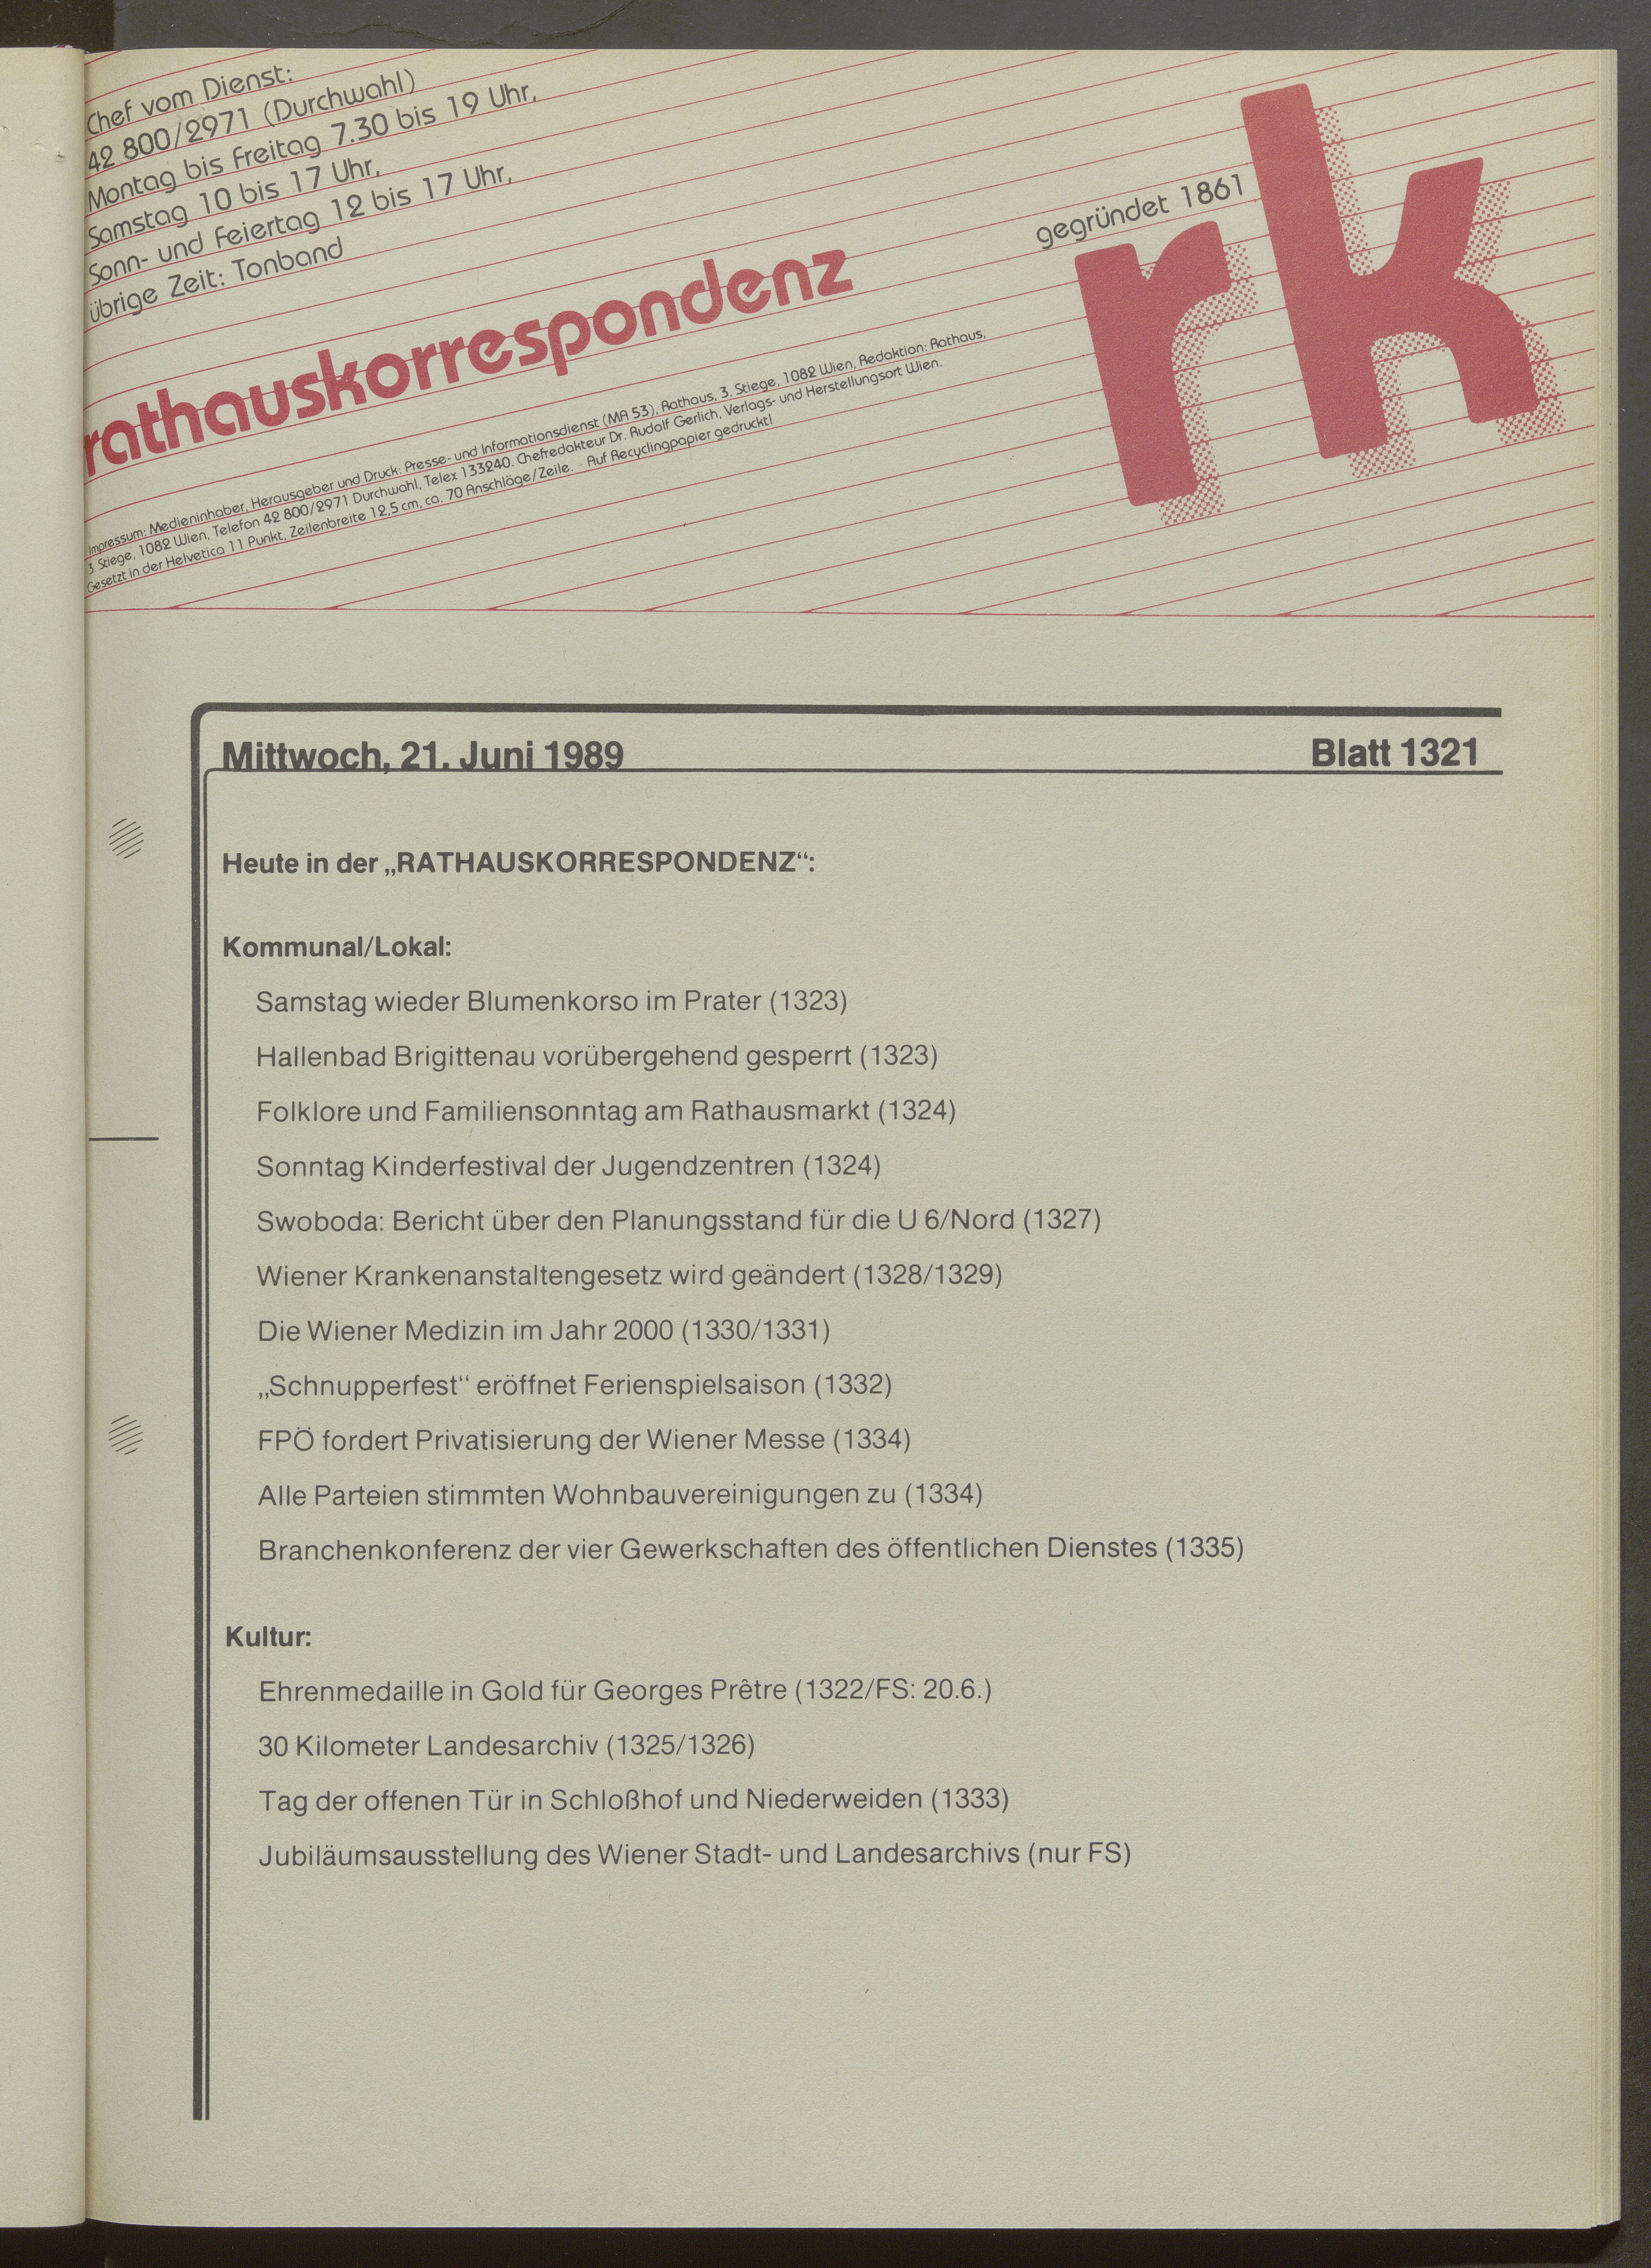 Chef vom Dienst:
42 800/2971 (Durchwahl)
Montag bis Freitag 7.30 bis 19 Uhr,
Samstag 10 bis 17 Uhr,
Sonn- und Feiertag 12 bis 17 Uhr,
übrige Zeit: Tonband
gegründet 1861
rk
rathauskorrespondenz
Impressum: Medieninhaber, Herausgeber und Druck: Presse- und Informationsdienst (MA 53), Rathaus, 3. Stiege, 1082 Wien, Redaktion: Rathaus,
3 Stiege, 1082 Wien, Telefon 42 800/2971 Durchwahl, Telex 133240. Chefredakteur Dr. Rudolf Gerlich, Verlags- und Herstellungsort Wien.
Gesetzt in der Helvetica 11 Punkt, Zeilenbreite 12,5 cm, ca. 70 Anschläge/Zeile. – Auf Recyclingpapier gedruckt!
Mittwoch, 21. Juni 1989 Blatt 1321
Heute in der „RATHAUSKORRESPONDENZ“:
Kommunal/Lokal:
Samstag wieder Blumenkorso im Prater (1323)
Hallenbad Brigittenau vorübergehend gesperrt (1323)
Folklore und Familiensonntag am Rathausmarkt (1324)
Sonntag Kinderfestival der Jugendzentren (1324)
Swoboda: Bericht über den Planungsstand für die U 6/Nord (1327)
Wiener Krankenanstaltengesetz wird geändert (1328/1329)
Die Wiener Medizin im Jahr 2000 (1330/1331)
„Schnupperfest“ eröffnet Ferienspielsaison (1332)
FPÖ fordert Privatisierung der Wiener Messe (1334)
Alle Parteien stimmten Wohnbauvereinigungen zu (1334)
Branchenkonferenz der vier Gewerkschaften des öffentlichen Dienstes (1335)
Kultur:
Ehrenmedaille in Gold für Georges Prêtre (1322/FS: 20.6.)
30 Kilometer Landesarchiv (1325/1326)
Tag der offenen Tür in Schloßhof und Niederweiden (1333)
Jubiläumsausstellung des Wiener Stadt- und Landesarchivs (nur FS)